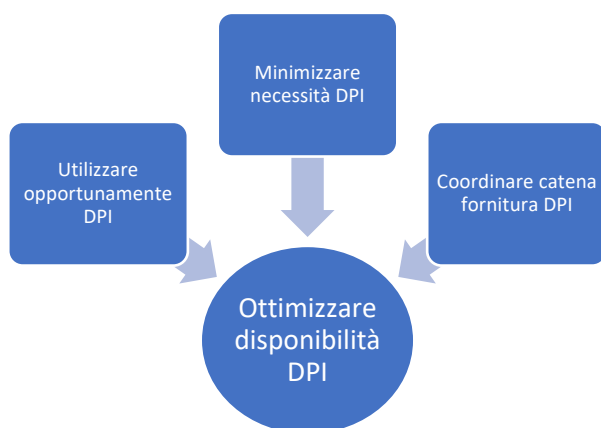 Minimizzare
necessità DPI
Utilizzare
opportunamente
DPI
Coordinare catena
fornitura DPI
Ottimizzare
disponibilità
DPI